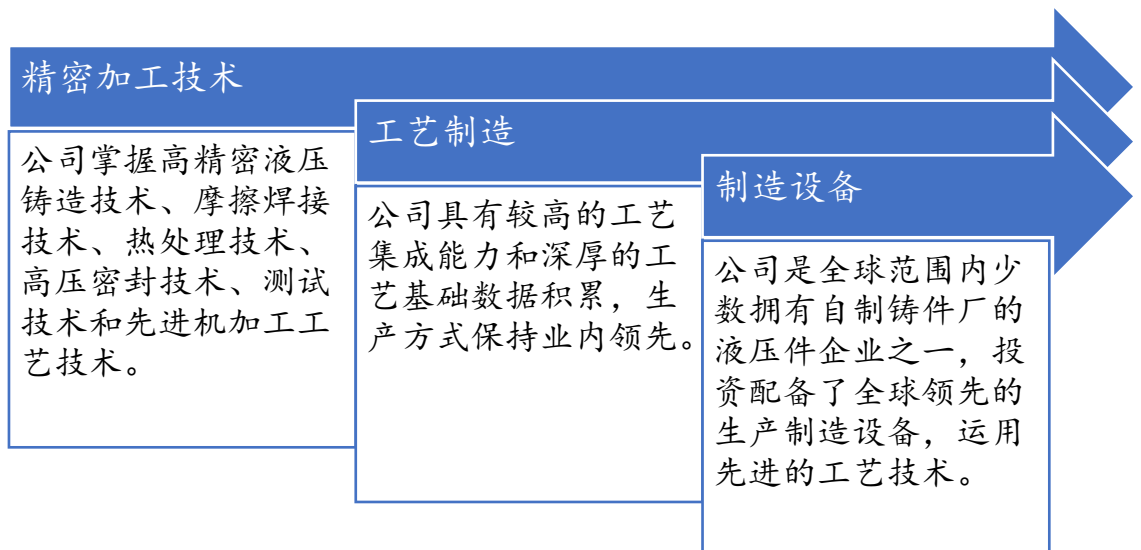 精密加工技术
公司掌握高精密液压
铸造技术、摩擦焊接
技术、热处理技术、
高压密封技术、测试
技术和先进机加工工
艺技术。
工艺制造
公司具有较高的工艺
集成能力和深厚的工
艺基础数据积累，生
产方式保持业内领先。
制造设备
公司是全球范围内少
数拥有自制铸件厂的
液压件企业之一，投
资配备了全球领先的
生产制造设备，运用
先进的工艺技术。